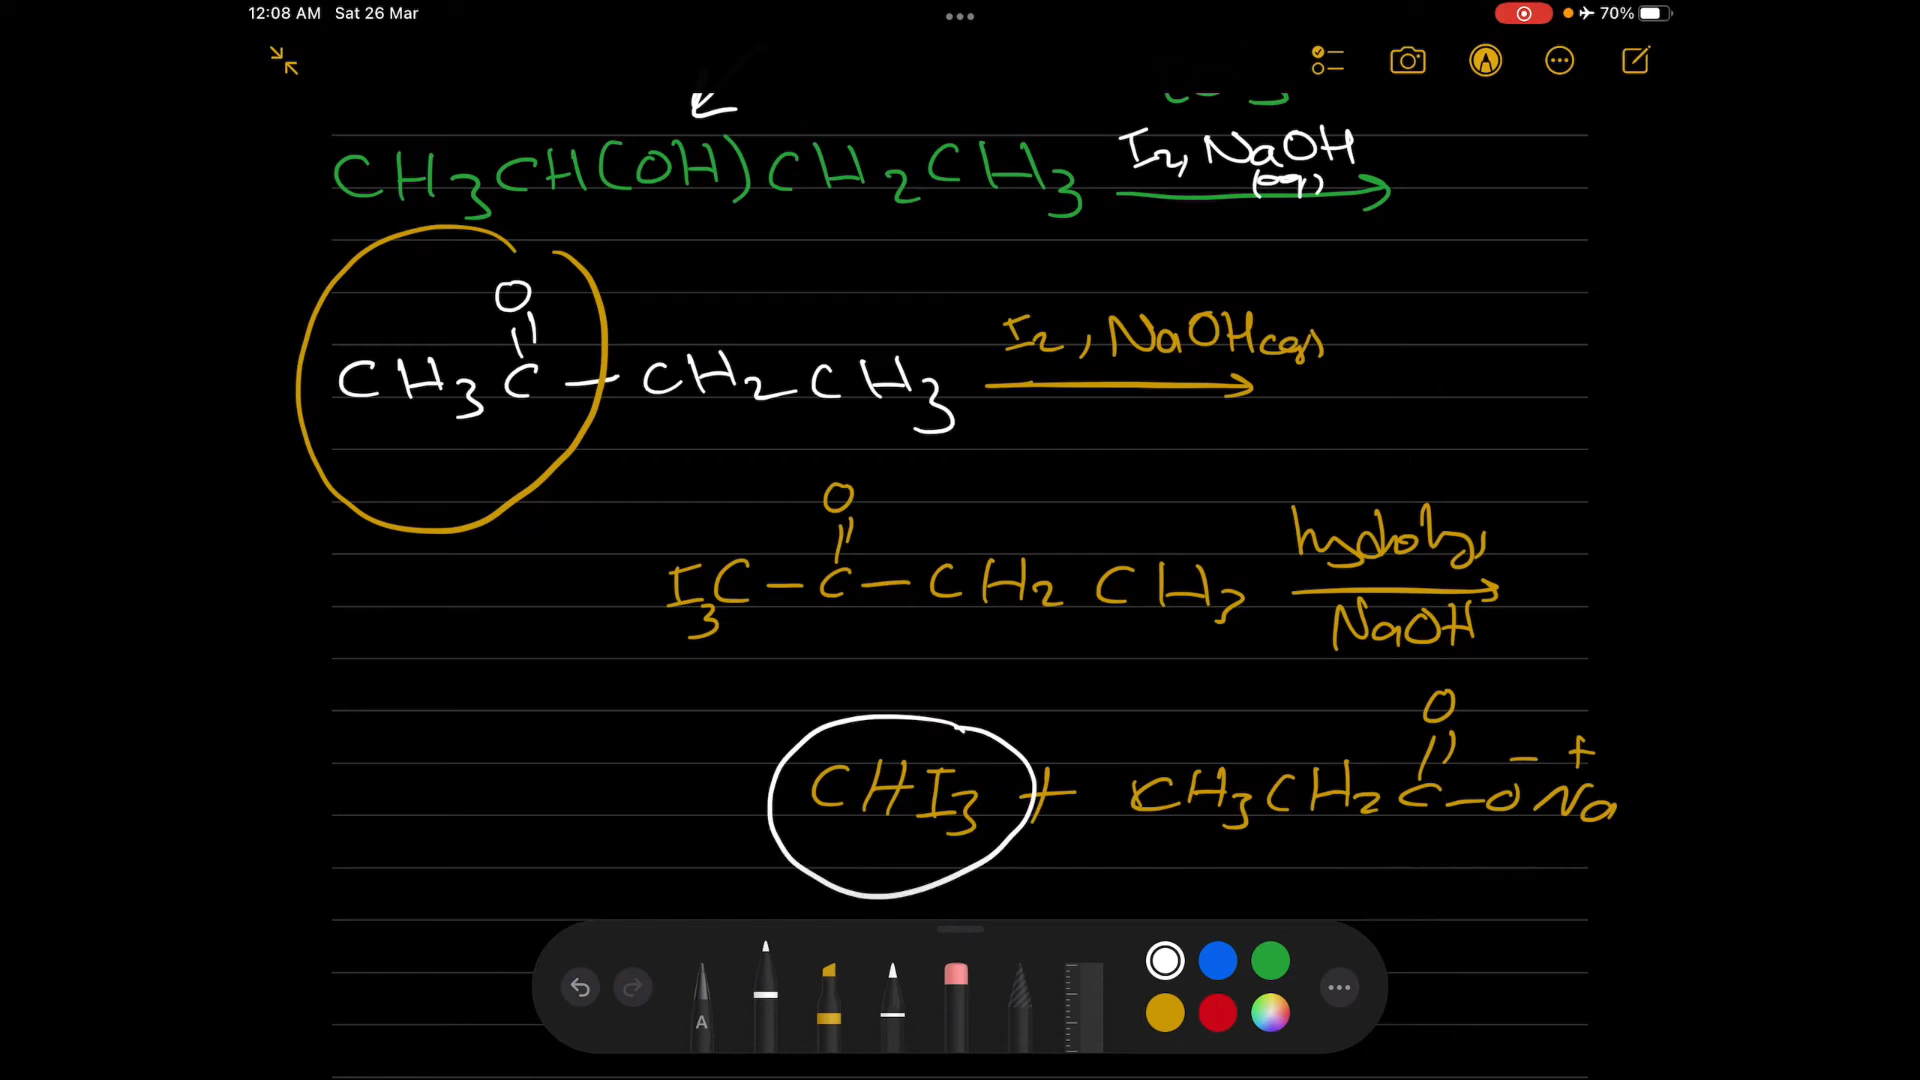 12:08 AM Sat 26 Mar
70%
I2, NaOH
(aq)
CH3CH(OH)CH2CH3
O
CH3C-CH2CH3
I2, NaOH(aq)
O
I3C-C-CH2CH3
NaOH
O
CHI3 + CH3CH2C-O⁻Na⁺
A